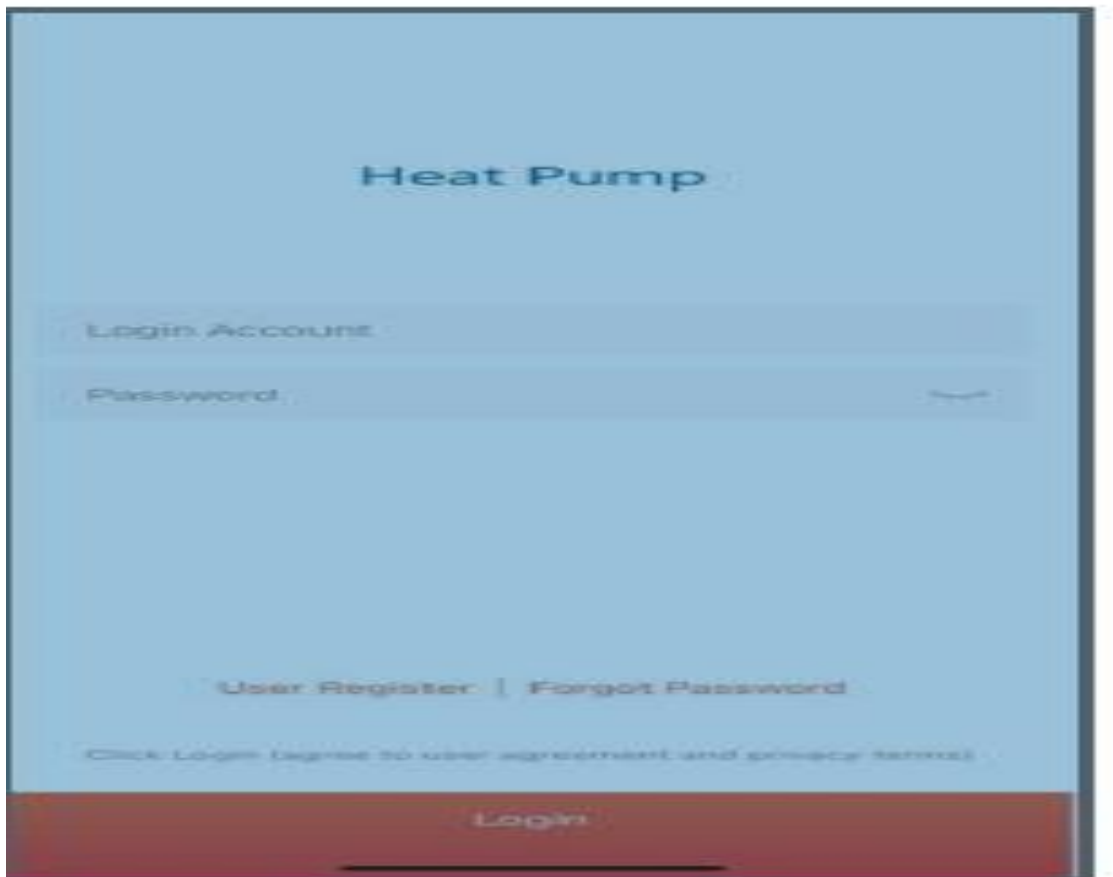 Heat Pump
Login Account
Password
User Register | Forgot Password
Click Login (agree to user agreement and privacy terms)
Login